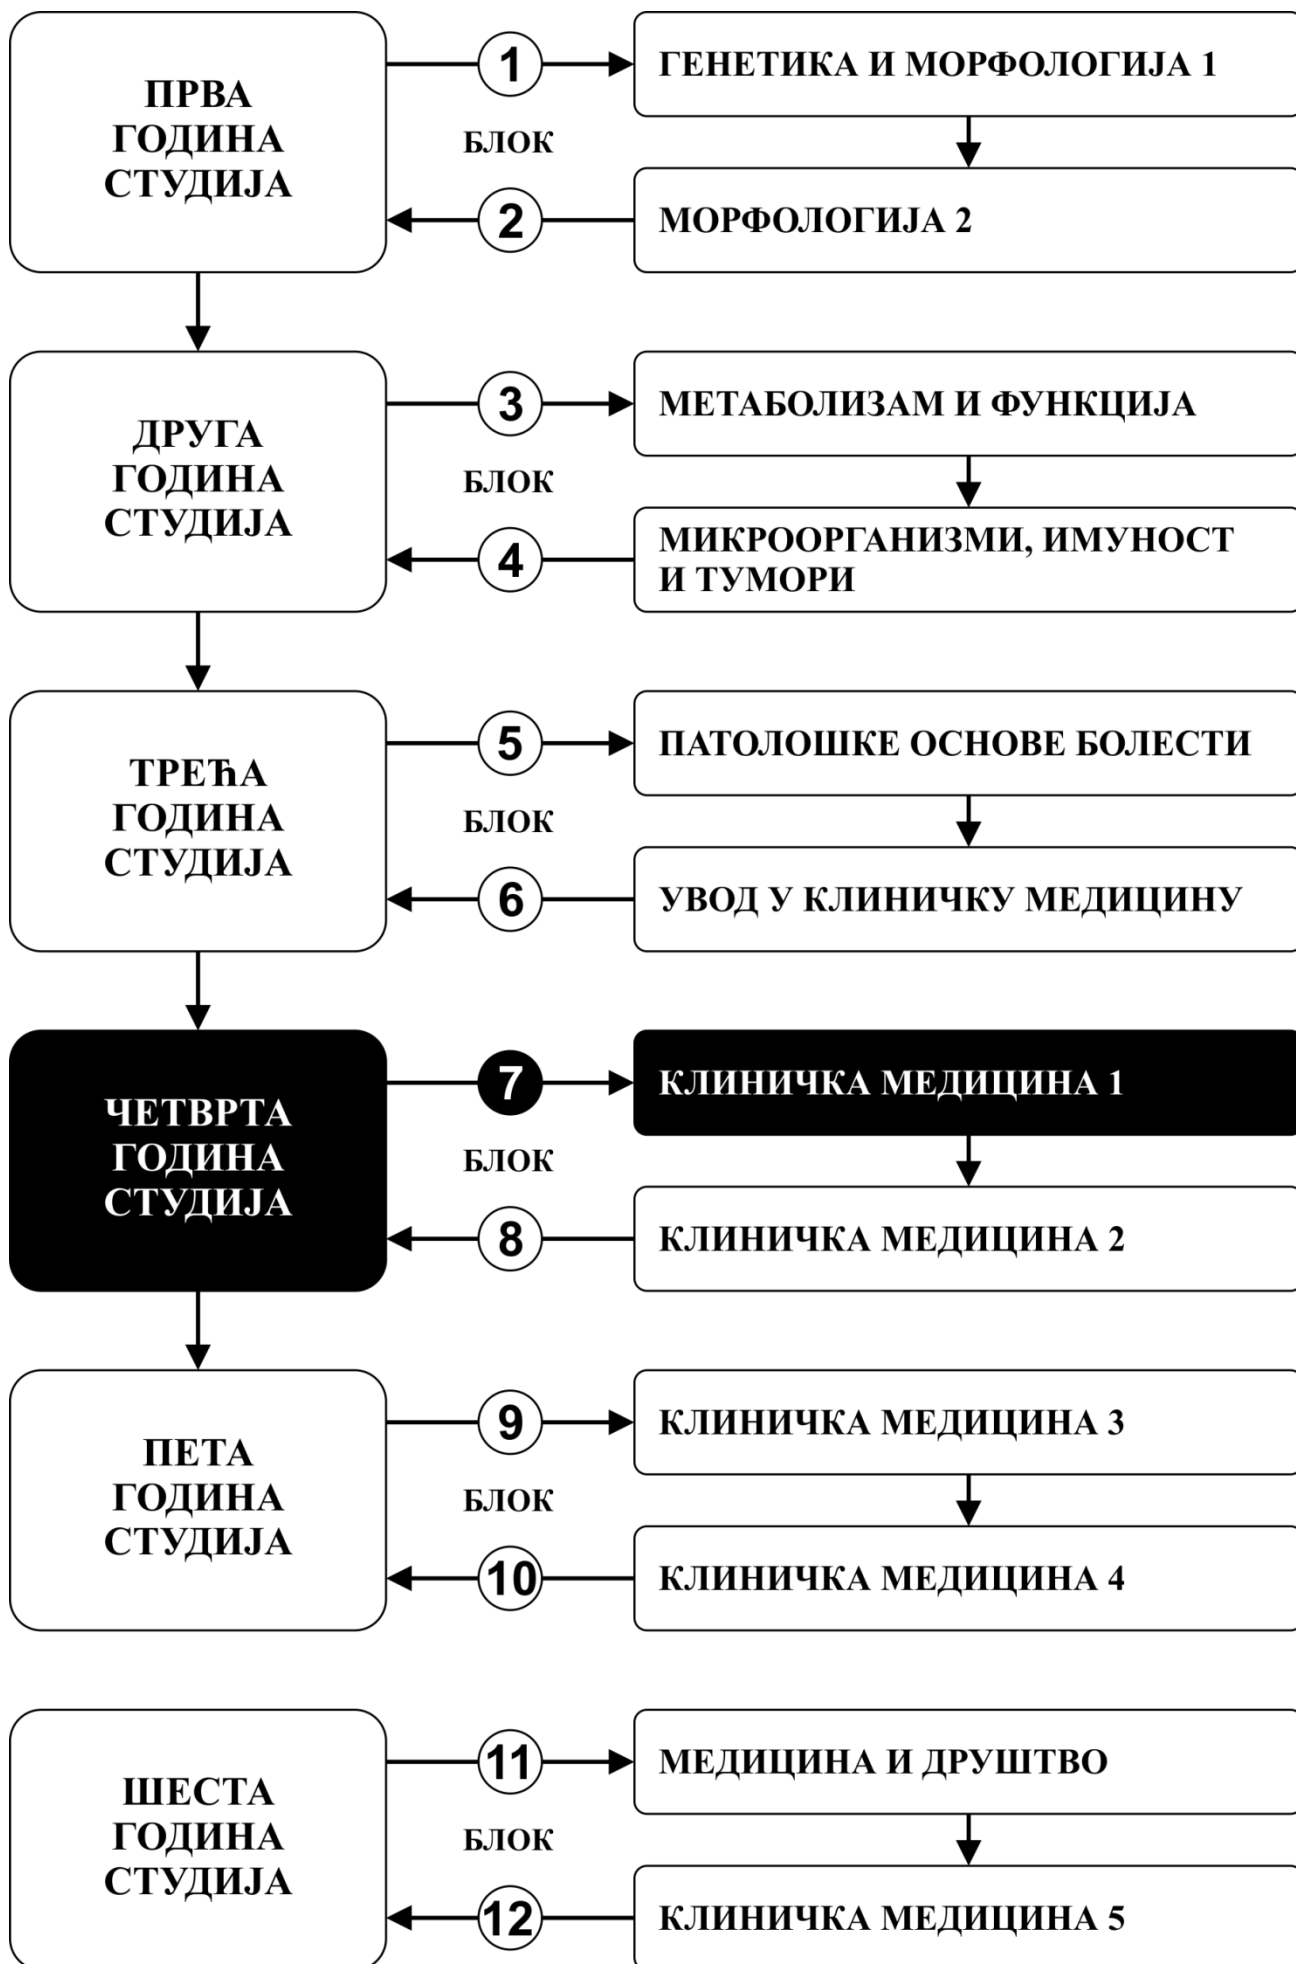 ПРВА
ГОДИНА
СТУДИЈА
1
БЛОК
2
ГЕНЕТИКА И МОРФОЛОГИЈА 1
МОРФОЛОГИЈА 2
ДРУГА
ГОДИНА
СТУДИЈА
3
БЛОК
4
МЕТАБОЛИЗАМ И ФУНКЦИЈА
МИКРООРГАНИЗМИ, ИМУНОСТ
И ТУМОРИ
ТРЕЋА
ГОДИНА
СТУДИЈА
5
БЛОК
6
ПАТОЛОШКЕ ОСНОВЕ БОЛЕСТИ
УВОД У КЛИНИЧКУ МЕДИЦИНУ
ЧЕТВРТА
ГОДИНА
СТУДИЈА
7
БЛОК
8
КЛИНИЧКА МЕДИЦИНА 1
КЛИНИЧКА МЕДИЦИНА 2
ПЕТА
ГОДИНА
СТУДИЈА
9
БЛОК
10
КЛИНИЧКА МЕДИЦИНА 3
КЛИНИЧКА МЕДИЦИНА 4
ШЕСТА
ГОДИНА
СТУДИЈА
11
БЛОК
12
МЕДИЦИНА И ДРУШТВО
КЛИНИЧКА МЕДИЦИНА 5